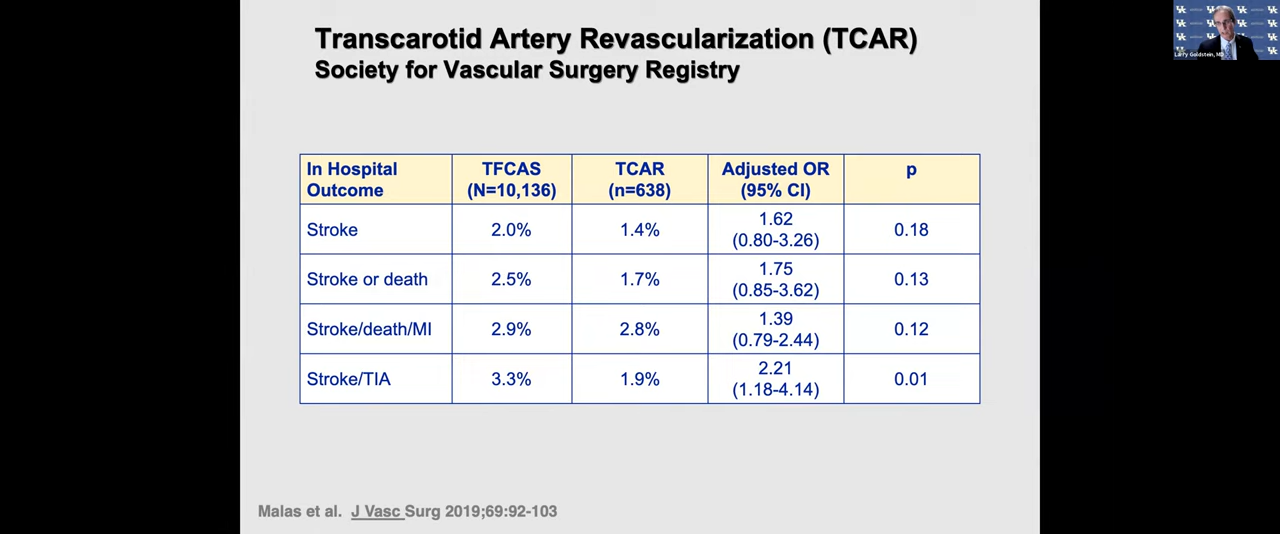 Transcarotid Artery Revascularization (TCAR)
Society for Vascular Surgery Registry
In Hospital Outcome TFCAS (N=10,136) TCAR (n=638) Adjusted OR (95% CI) p
Stroke 2.0% 1.4% 1.62 (0.80-3.26) 0.18
Stroke or death 2.5% 1.7% 1.75 (0.85-3.62) 0.13
Stroke/death/MI 2.9% 2.8% 1.39 (0.79-2.44) 0.12
Stroke/TIA 3.3% 1.9% 2.21 (1.18-4.14) 0.01
Malas et al. J Vasc Surg 2019;69:92-103
Larry Goldstein, MD